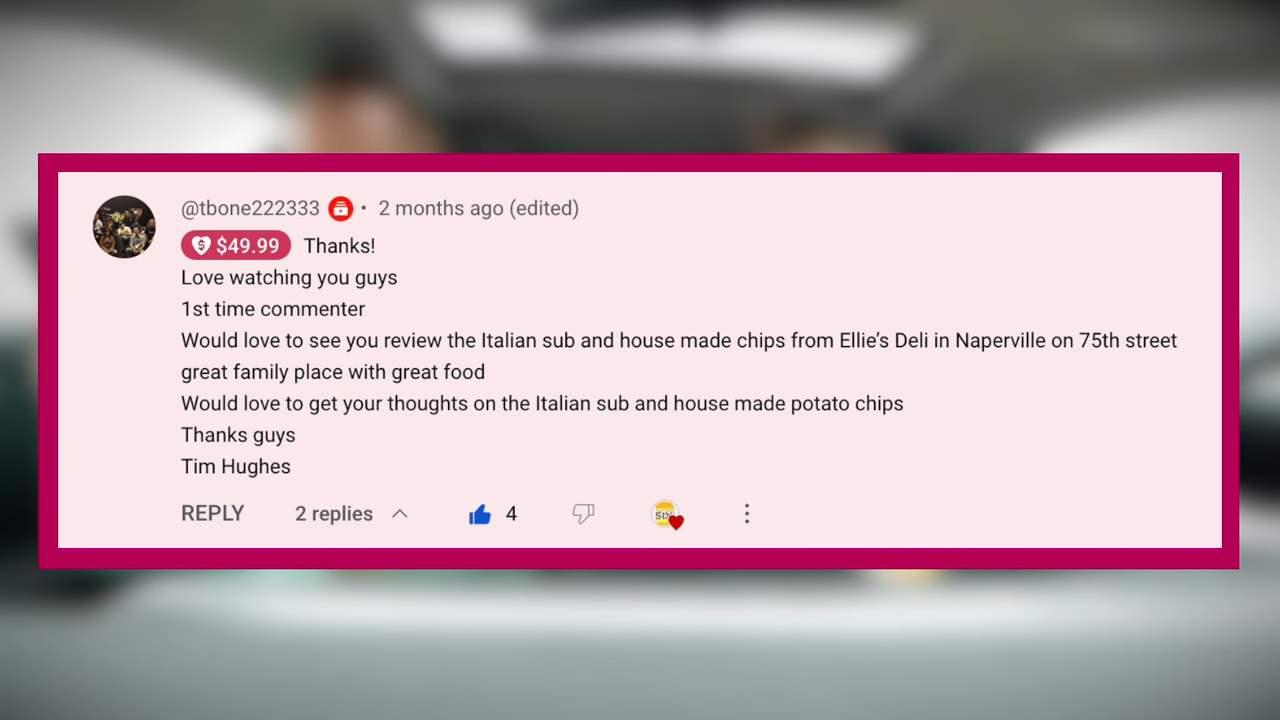 @tbone222333 • 2 months ago (edited)
$49.99 Thanks!
Love watching you guys
1st time commenter
Would love to see you review the Italian sub and house made chips from Ellie’s Deli in Naperville on 75th street
great family place with great food
Would love to get your thoughts on the Italian sub and house made potato chips
Thanks guys
Tim Hughes
REPLY 2 replies 4 SIX